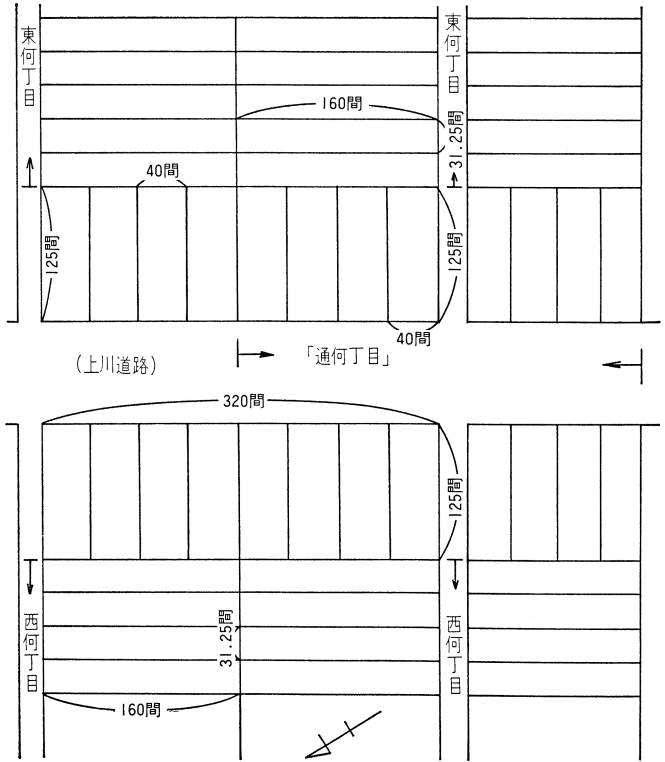 東何丁目
東何丁目
160間
31.25間
40間
125間
125間
40間
(上川道路)
「通何丁目」
320間
125間
西何丁目
31.25間
西何丁目
160間